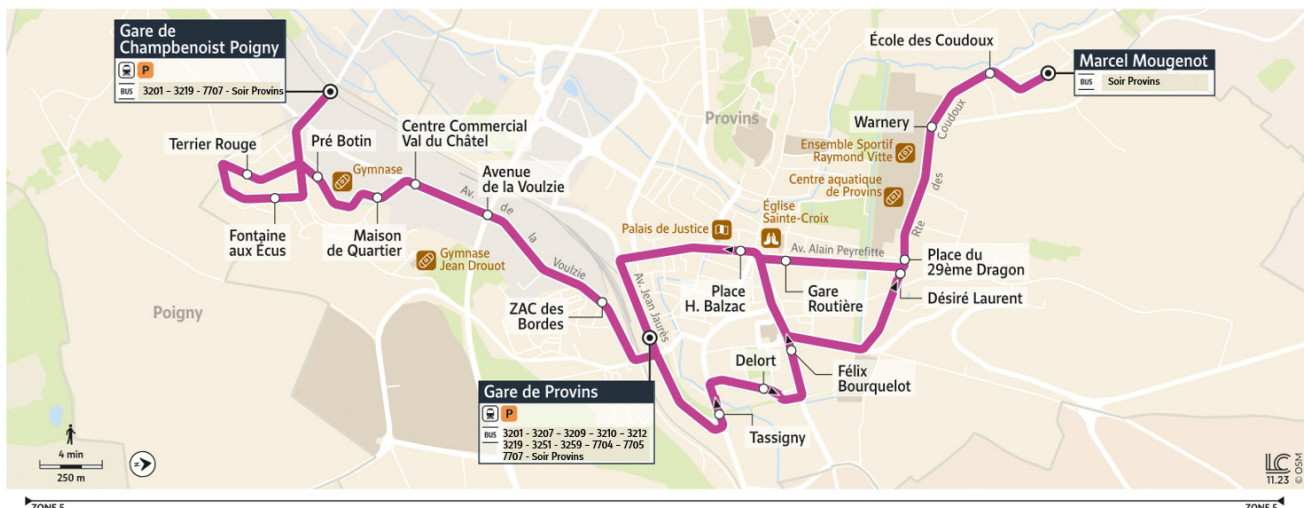 Gare de
Champbenoist Poigny
P
BUS 3201 - 3219 - 7707 - Soir Provins
Terrier Rouge
Pré Botin
Gymnase
Centre Commercial
Val du Châtel
Avenue
de la Voulzie
Fontaine
aux Écus
Maison
de Quartier
Gymnase
Jean Drouot
Av. de la Voulzie
ZAC des
Bordes
Poigny
Provins
Palais de Justice
Église
Sainte-Croix
Av. Jean Jaurès
Place
H. Balzac
Gare
Routière
Av. Alain Peyrefitte
École des Coudoux
Marcel Mougenot
BUS Soir Provins
Warnery
Ensemble Sportif
Raymond Vitte
Centre aquatique
de Provins
Rte des Coudoux
Place du
29ème Dragon
Désiré Laurent
Delort
Félix
Bourquelot
Tassigny
Gare de Provins
P
BUS 3201 - 3207 - 3209 - 3210 - 3212
3219 - 3251 - 3259 - 7704 - 7705
7707 - Soir Provins
4 min
250 m
N
LC
11.23
© OSM
ZONE 5
ZONE 5